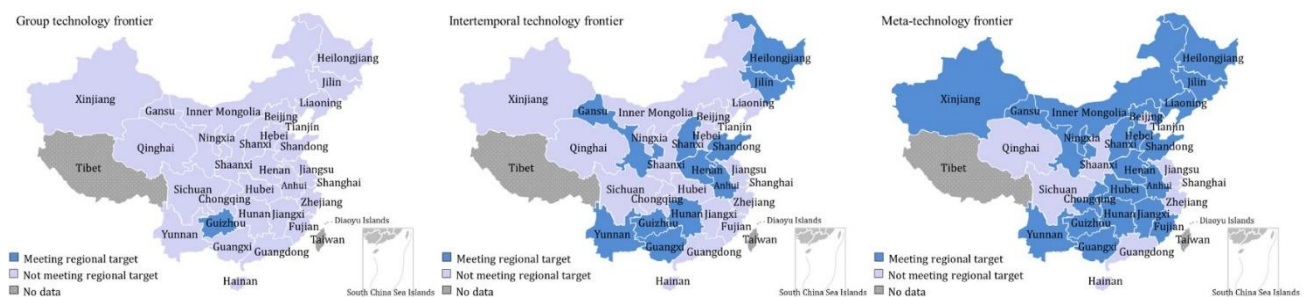 Group technology frontier
Heilongjiang
Jilin
Liaoning
Xinjiang
Gansu
Inner Mongolia
Beijing
Tianjin
Hebei
Ningxia
Shanxi
Shandong
Qinghai
Shaanxi
Henan
Jiangsu
Tibet
Shanghai
Sichuan
Hubei
Anhui
Chongqing
Zhejiang
Hunan
Jiangxi
Guizhou
Fujian
Diaoyu Islands
Yunnan
Taiwan
Guangxi
Guangdong
Hainan
Meeting regional target
Not meeting regional target
No data
South China Sea Islands
Intertemporal technology frontier
Heilongjiang
Jilin
Liaoning
Xinjiang
Gansu
Inner Mongolia
Beijing
Tianjin
Hebei
Ningxia
Shanxi
Shandong
Qinghai
Shaanxi
Henan
Jiangsu
Tibet
Shanghai
Sichuan
Hubei
Anhui
Chongqing
Zhejiang
Hunan
Jiangxi
Guizhou
Fujian
Diaoyu Islands
Yunnan
Taiwan
Guangxi
Guangdong
Hainan
Meeting regional target
Not meeting regional target
No data
South China Sea Islands
Meta-technology frontier
Heilongjiang
Jilin
Liaoning
Xinjiang
Gansu
Inner Mongolia
Beijing
Tianjin
Hebei
Ningxia
Shanxi
Shandong
Qinghai
Shaanxi
Henan
Jiangsu
Tibet
Shanghai
Sichuan
Hubei
Anhui
Chongqing
Zhejiang
Hunan
Jiangxi
Guizhou
Fujian
Diaoyu Islands
Yunnan
Taiwan
Guangxi
Guangdong
Hainan
Meeting regional target
Not meeting regional target
No data
South China Sea Islands